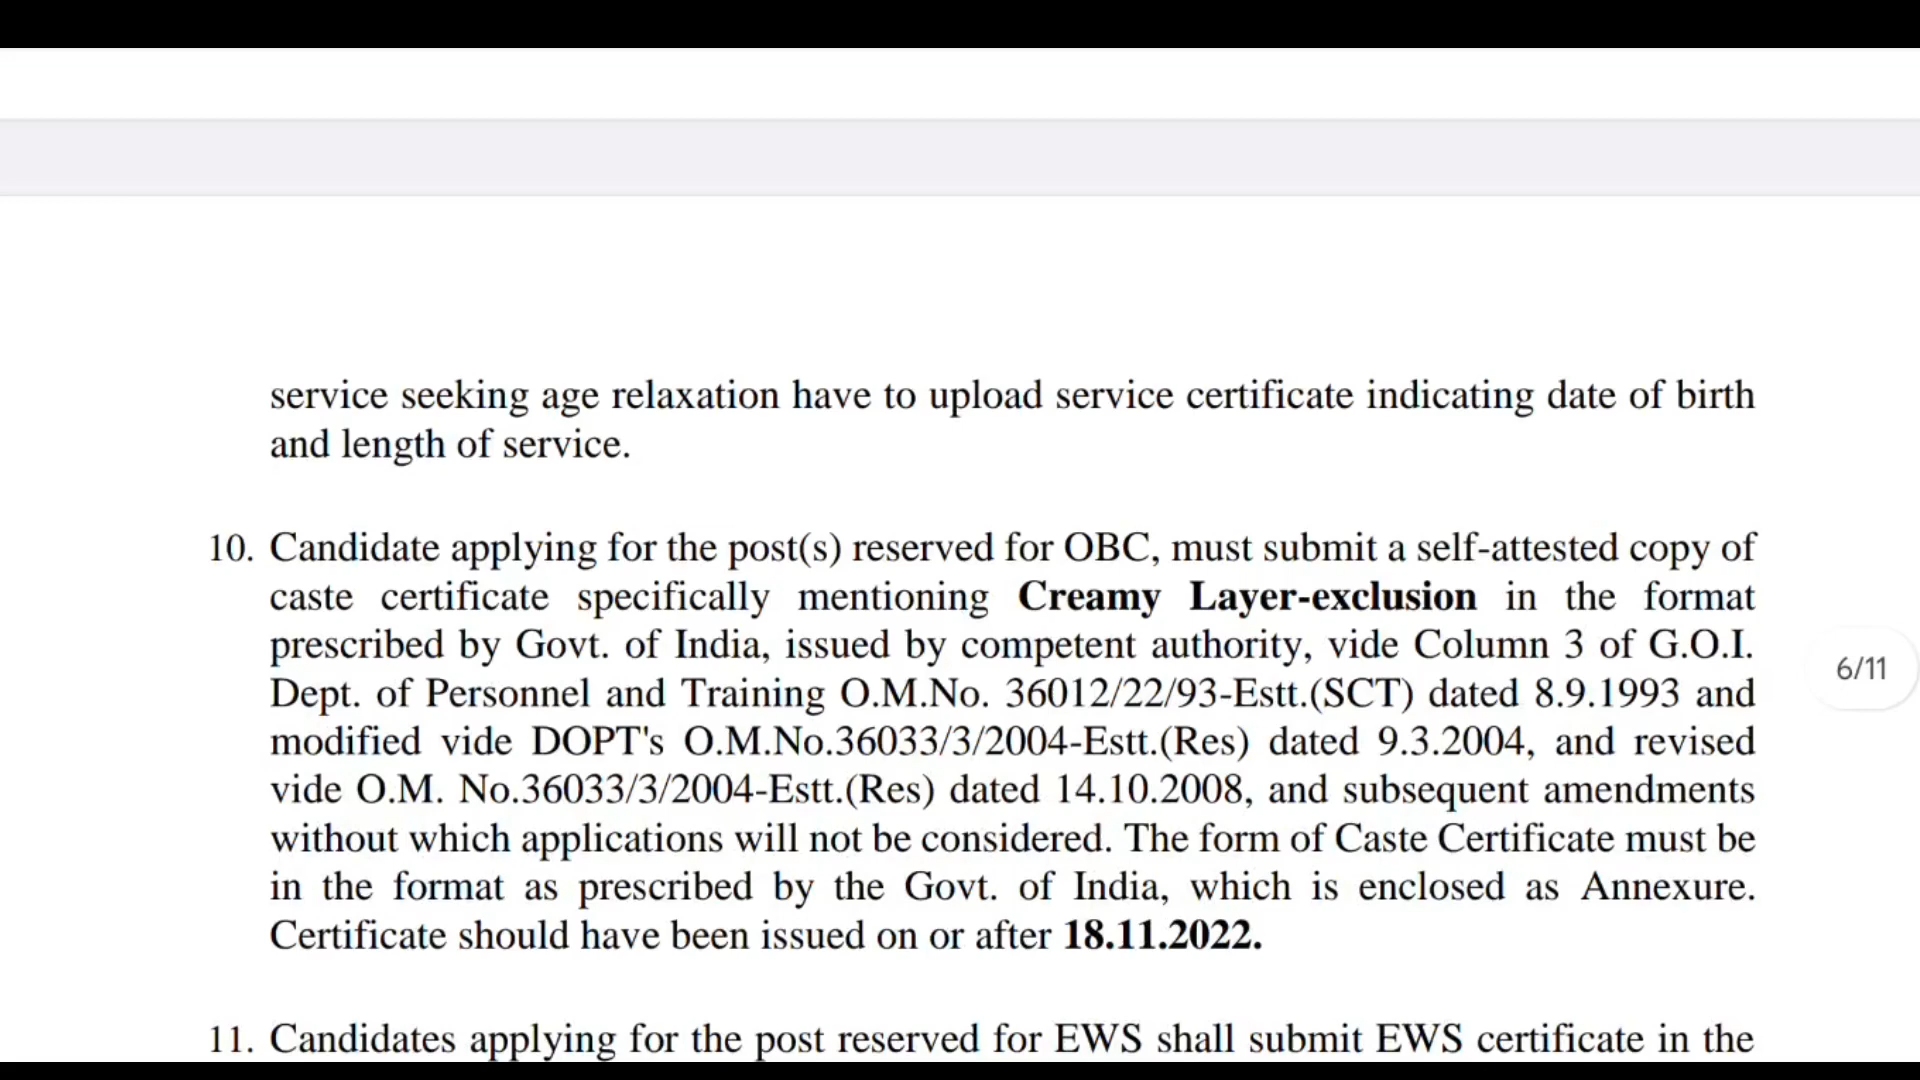 service seeking age relaxation have to upload service certificate indicating date of birth
and length of service.
10. Candidate applying for the post(s) reserved for OBC, must submit a self-attested copy of
caste certificate specifically mentioning Creamy Layer-exclusion in the format
prescribed by Govt. of India, issued by competent authority, vide Column 3 of G.O.I.
Dept. of Personnel and Training O.M.No. 36012/22/93-Estt.(SCT) dated 8.9.1993 and
modified vide DOPT's O.M.No.36033/3/2004-Estt.(Res) dated 9.3.2004, and revised
vide O.M. No.36033/3/2004-Estt.(Res) dated 14.10.2008, and subsequent amendments
without which applications will not be considered. The form of Caste Certificate must be
in the format as prescribed by the Govt. of India, which is enclosed as Annexure.
Certificate should have been issued on or after 18.11.2022.
11. Candidates applying for the post reserved for EWS shall submit EWS certificate in the
6/11